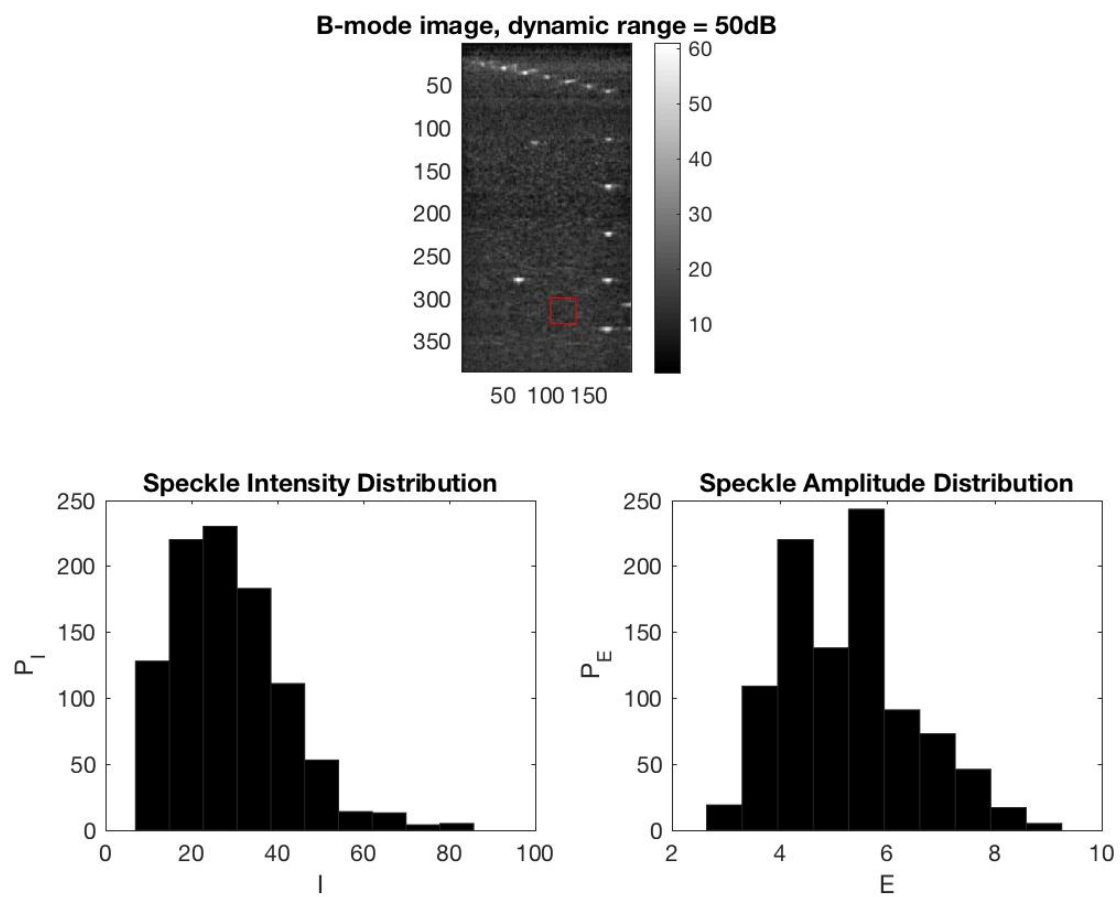 B-mode image, dynamic range = 50dB
50
100
150
200
250
300
350
50 100 150
60
50
40
30
20
10
Speckle Intensity Distribution
250
200
150
100
50
0
P_I
0 20 40 60 80 100
I
Speckle Amplitude Distribution
250
200
150
100
50
0
P_E
2 4 6 8 10
E